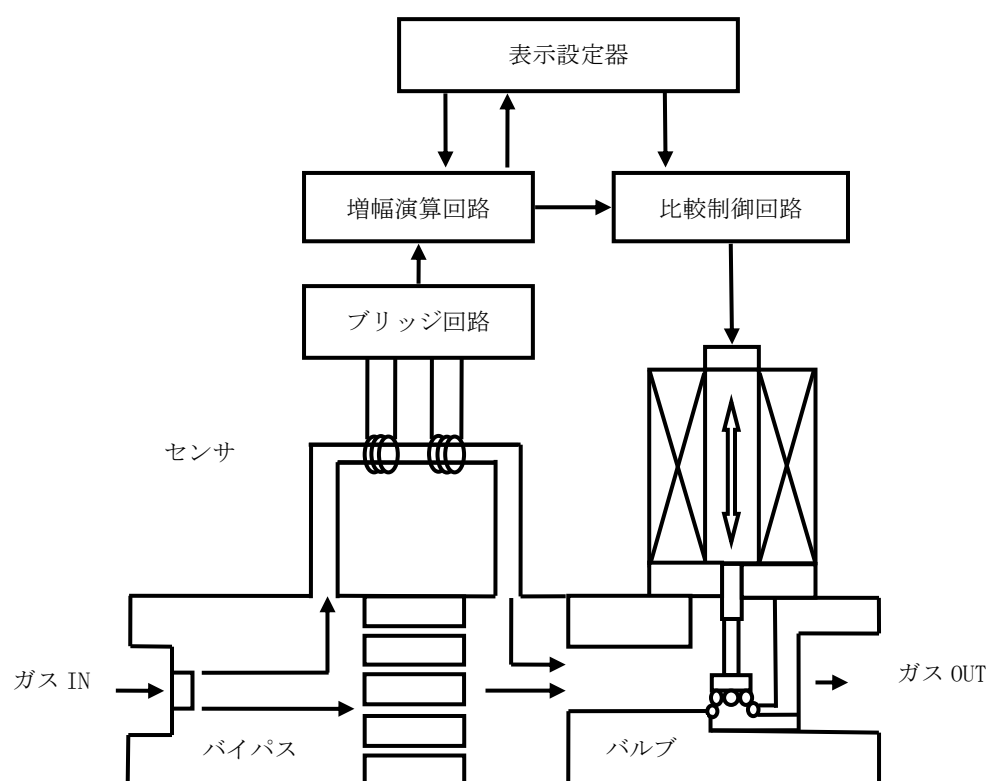 表示設定器
増幅演算回路
比較制御回路
ブリッジ回路
センサ
ガス IN
ガス OUT
バイパス
バルブ